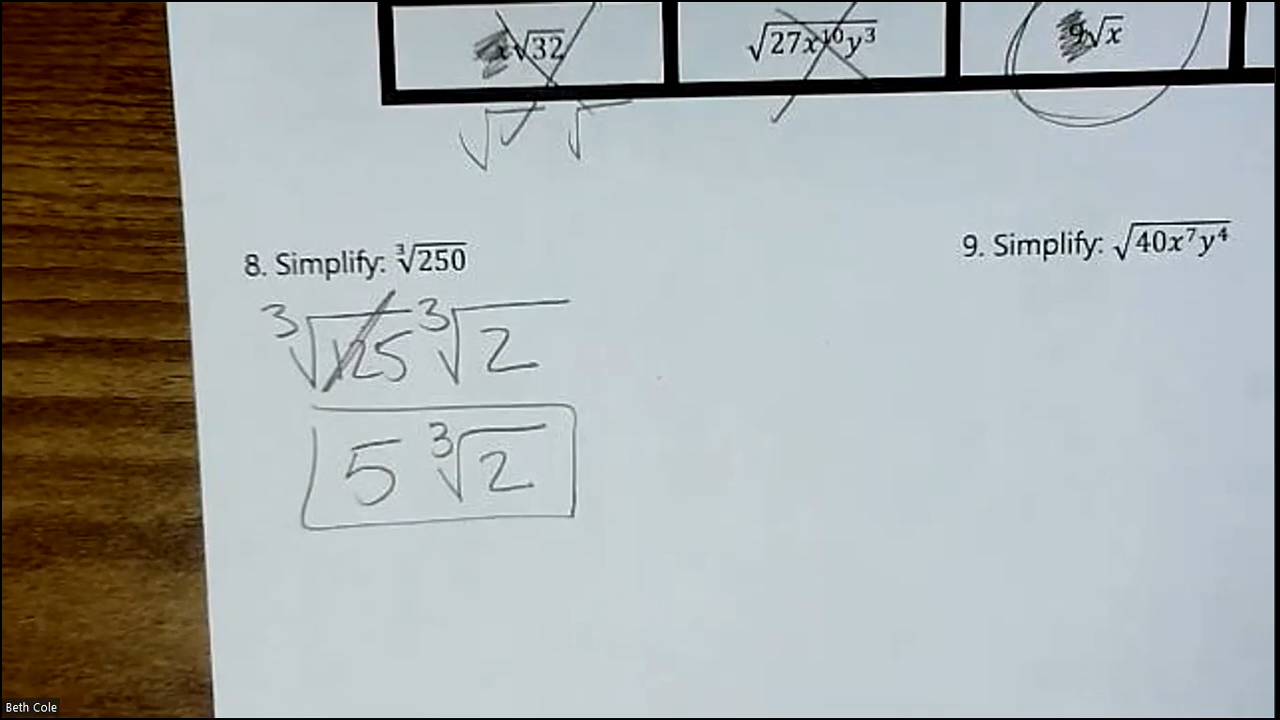 x√32 √27x¹⁰y³ 9√x
√ √
8. Simplify: ∛250 9. Simplify: √40x⁷y⁴
∛125 ∛2
5 ∛2
Beth Cole